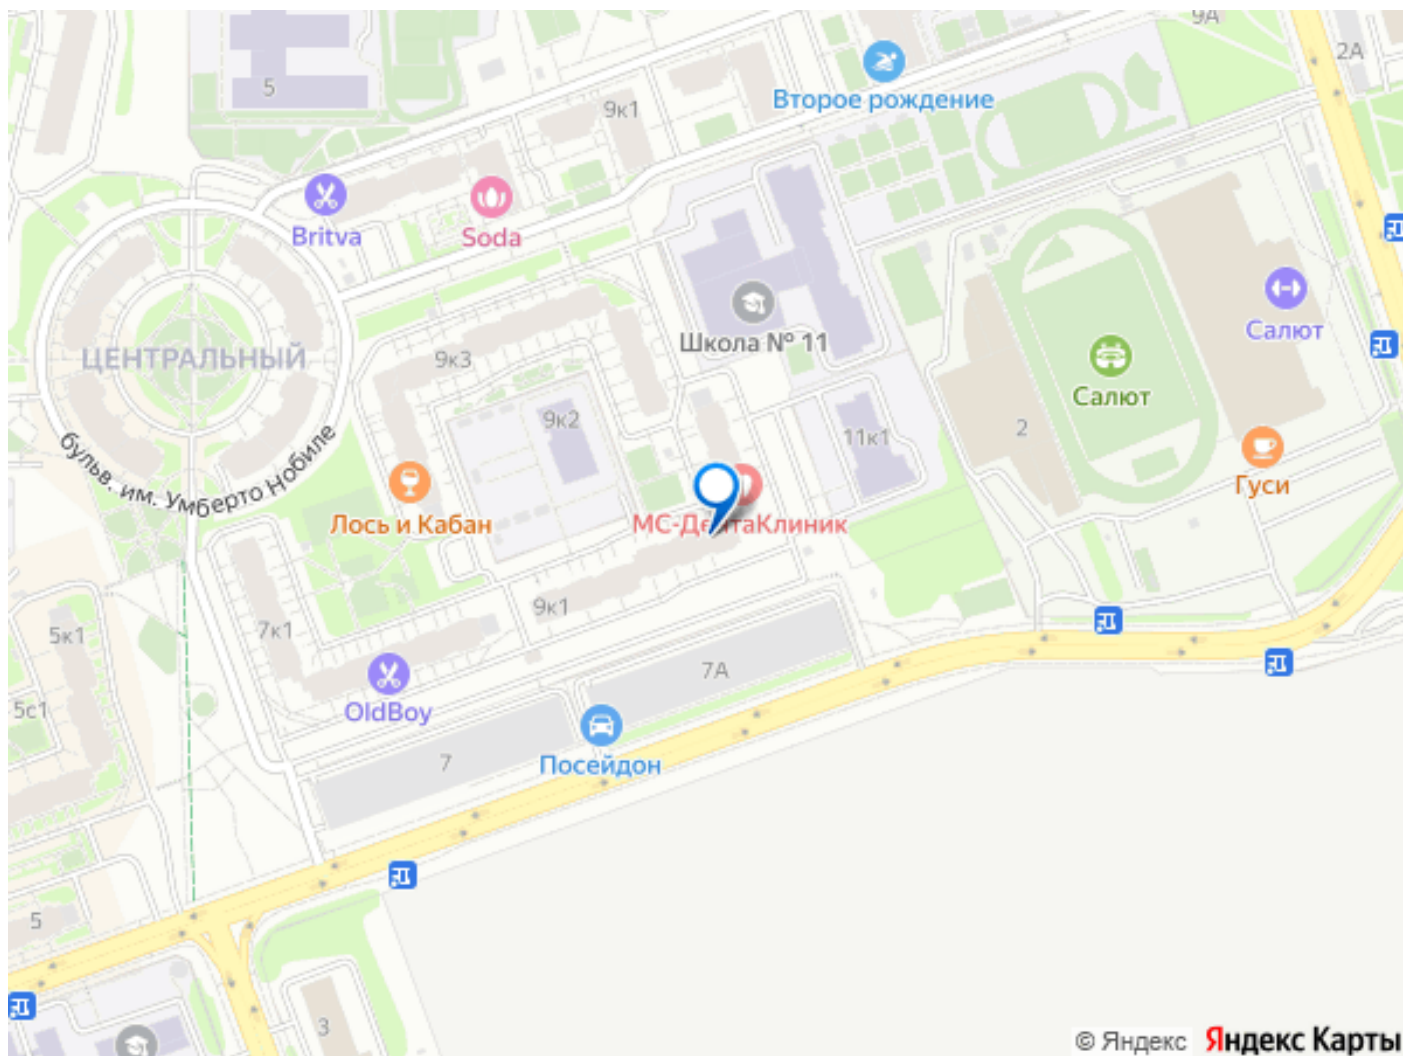 9А
2А
5
Второе рождение
9к1
Britva
Soda
Салют
Школа № 11
ЦЕНТРАЛЬНЫЙ
9к3
Салют
9к2
11к1
2
бульв. им. Умберто Нобиле
Гуси
Лось и Кабан
МС-ДентаКлиник
9к1
7к1
5к1
7А
5с1
OldBoy
7
Посейдон
5
3
© Яндекс Яндекс Карты